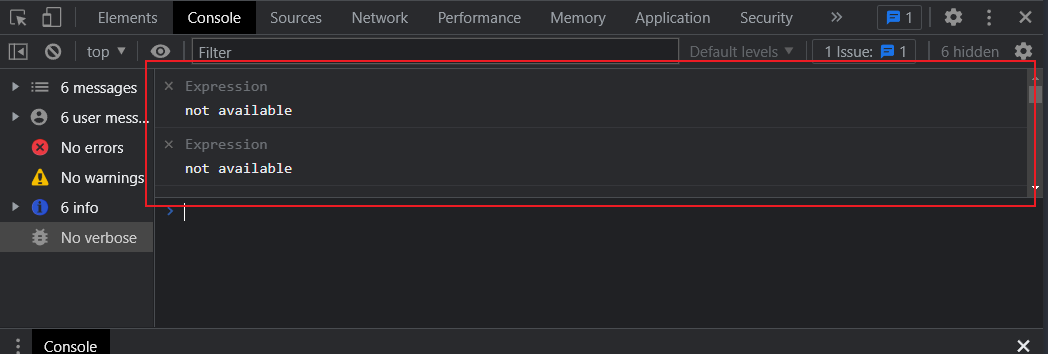 Elements Console Sources Network Performance Memory Application Security » 1
top ▼ Filter Default levels ▼ 1 Issue: 1 6 hidden
6 messages
6 user mess...
No errors
No warnings
6 info
No verbose
× Expression
not available
× Expression
not available
>
Console